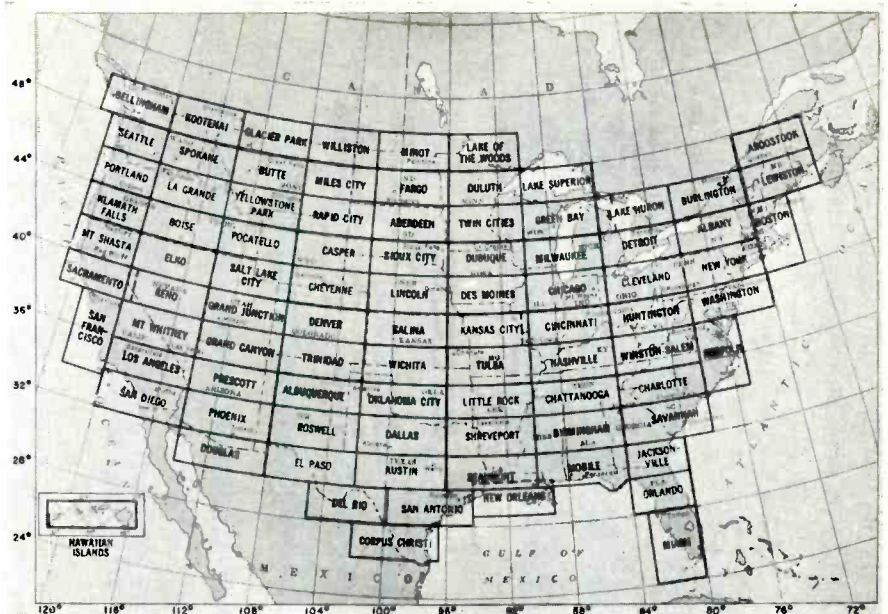 48°
44°
40°
36°
32°
28°
24°
C A N A D
BELLINGHAM
KOOTENAI
GLACIER PARK
WILLISTON
MINOT
LAKE OF
THE WOODS
AROOSTOOK
SEATTLE
SPOKANE
BUTTE
MILES CITY
FARGO
DULUTH
LAKE SUPERIOR
LEWISTON
PORTLAND
LA GRANDE
YELLOWSTONE
PARK
RAPID CITY
ABERDEEN
TWIN CITIES
GREEN BAY
LAKE HURON
BURLINGTON
KLAMATH
FALLS
BOISE
POCATELLO
CASPER
SIOUX CITY
DUBUQUE
MILWAUKEE
DETROIT
ALBANY
BOSTON
MT SHASTA
ELKO
SALT LAKE
CITY
CHEYENNE
LINCOLN
DES MOINES
CHICAGO
CLEVELAND
NEW YORK
SACRAMENTO
RENO
GRAND JUNCTION
DENVER
SALINA
KANSAS CITY
CINCINNATI
HUNTINGTON
WASHINGTON
SAN
FRAN-
CISCO
MT WHITNEY
GRAND CANYON
TRINIDAD
WICHITA
TULSA
NASHVILLE
WINSTON-SALEM
NORFOLK
LOS ANGELES
PRESCOTT
ALBUQUERQUE
OKLAHOMA CITY
LITTLE ROCK
CHATTANOOGA
CHARLOTTE
SAN DIEGO
PHOENIX
ROSWELL
DALLAS
SHREVEPORT
BIRMINGHAM
SAVANNAH
DOUGLAS
EL PASO
AUSTIN
BEAUMONT
MOBILE
JACKSON-
VILLE
DEL RIO
SAN ANTONIO
NEW ORLEANS
ORLANDO
CORPUS CHRISTI
MIAMI
HAWAIIAN
ISLANDS
GULF OF
MEXICO
MEXICO
ATLANTIC
120° 116° 112° 108° 104° 100° 96° 92° 88° 84° 80° 76° 72°